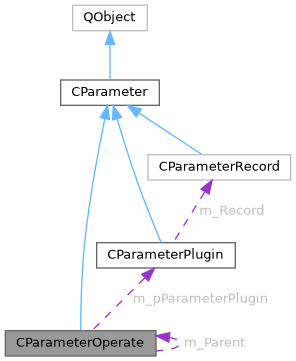 QObject
CParameter
CParameterRecord
m_Record
CParameterPlugin
m_pParameterPlugin
CParameterOperate
m_Parent